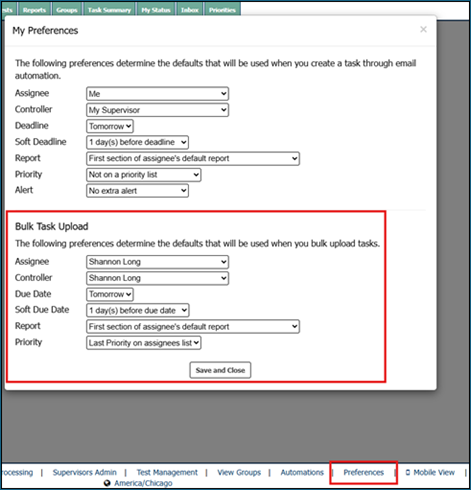 Reports Groups Task Summary My Status Inbox Priorities
My Preferences ×
The following preferences determine the defaults that will be used when you create a task through email
automation.
Assignee Me
Controller My Supervisor
Deadline Tomorrow
Soft Deadline 1 day(s) before deadline
Report First section of assignee's default report
Priority Not on a priority list
Alert No extra alert
Bulk Task Upload
The following preferences determine the defaults that will be used when you bulk upload tasks.
Assignee Shannon Long
Controller Shannon Long
Due Date Tomorrow
Soft Due Date 1 day(s) before due date
Report First section of assignee's default report
Priority Last Priority on assignees list
Save and Close
rocessing | Supervisors Admin | Test Management | View Groups | Automations | Preferences | Mobile View |
America/Chicago